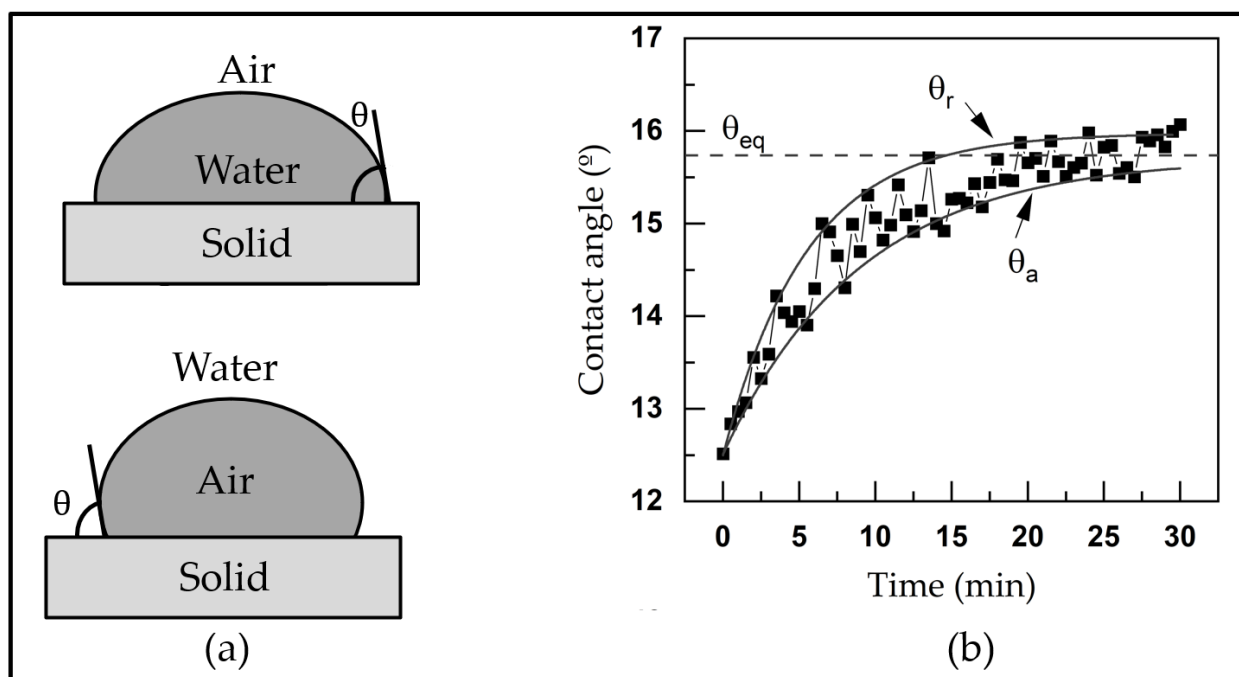 Air
θ
Water
Solid
Water
Air
θ
Solid
(a)
17
16
15
14
13
12
Contact angle (º)
θr
θeq
θa
0 5 10 15 20 25 30
Time (min)
(b)